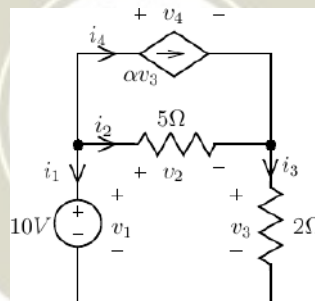 + v₄ −
i₄
αv₃
5Ω
i₂
+ v₂ −
i₁
i₃
10V
+
−
+
v₁
−
+
v₃
−
2Ω